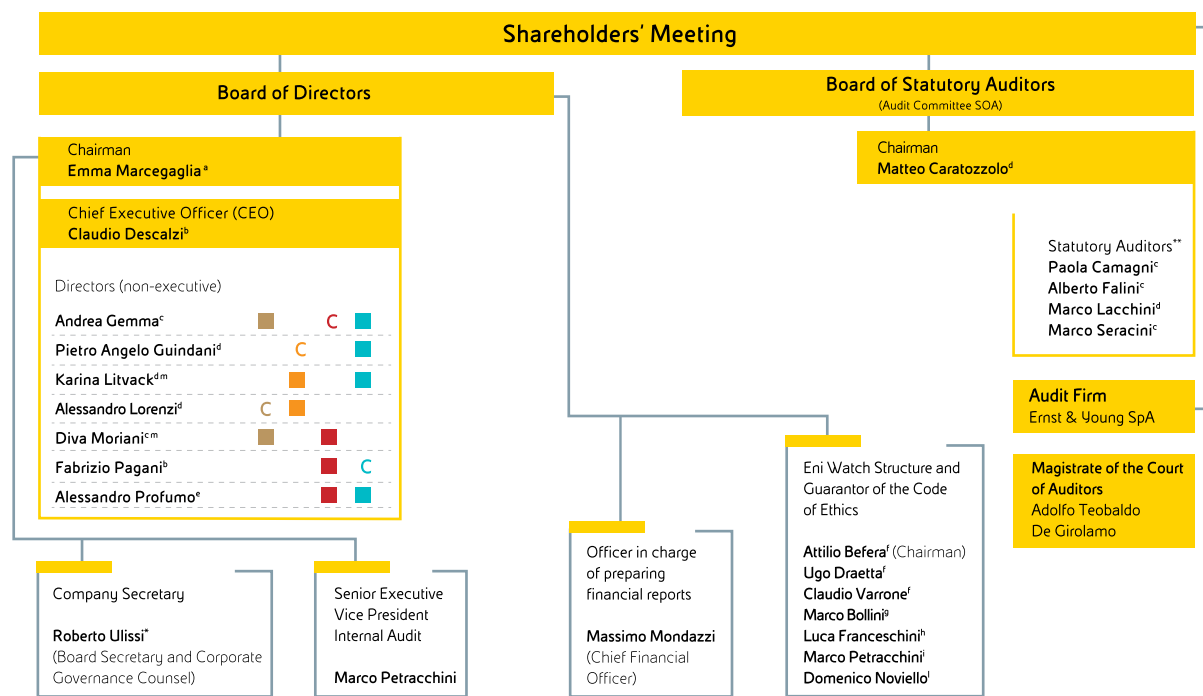 Shareholders' Meeting
Board of Directors
Board of Statutory Auditors
(Audit Committee SOA)
Chairman
Emma Marcegaglia a
Chief Executive Officer (CEO)
Claudio Descalzi b
Directors (non-executive)
Andrea Gemma c C
Pietro Angelo Guindani d C
Karina Litvack d m
Alessandro Lorenzi d C
Diva Moriani c m
Fabrizio Pagani b C
Alessandro Profumo e
Chairman
Matteo Caratozzolo d
Statutory Auditors**
Paola Camagni c
Alberto Falini c
Marco Lacchini d
Marco Seracini c
Audit Firm
Ernst & Young SpA
Magistrate of the Court
of Auditors
Adolfo Teobaldo
De Girolamo
Company Secretary
Roberto Ulissi*
(Board Secretary and Corporate
Governance Counsel)
Senior Executive
Vice President
Internal Audit
Marco Petracchini
Officer in charge
of preparing
financial reports
Massimo Mondazzi
(Chief Financial
Officer)
Eni Watch Structure and
Guarantor of the Code
of Ethics
Attilio Befera f (Chairman)
Ugo Draetta f
Claudio Varrone f
Marco Bollini g
Luca Franceschini h
Marco Petracchini i
Domenico Noviello l